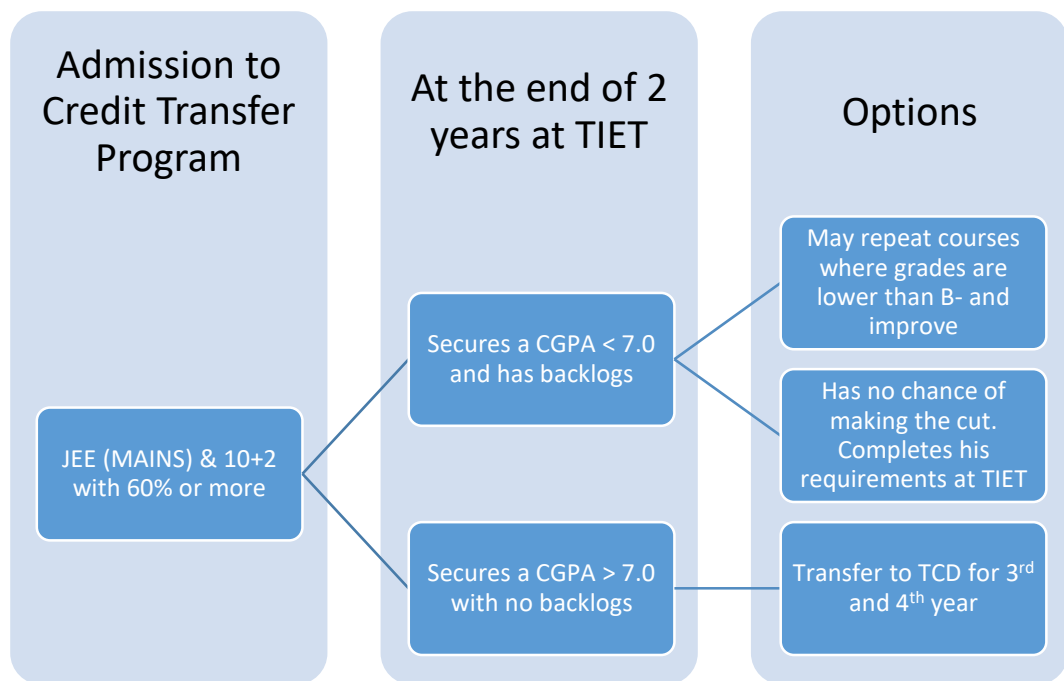 Admission to
Credit Transfer
Program
At the end of 2
years at TIET
Options
JEE (MAINS) & 10+2
with 60% or more
Secures a CGPA < 7.0
and has backlogs
Secures a CGPA > 7.0
with no backlogs
May repeat courses
where grades are
lower than B- and
improve
Has no chance of
making the cut.
Completes his
requirements at TIET
Transfer to TCD for 3rd
and 4th year